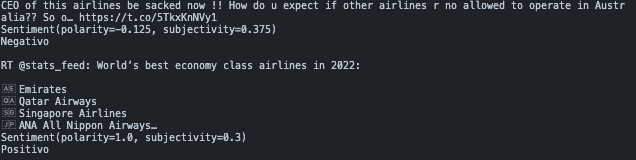 CEO of this airlines be sacked now !! How do u expect if other airlines r no allowed to operate in Austr
alia?? So o… https://t.co/5TkxKnNVy1
Sentiment(polarity=-0.125, subjectivity=0.375)
Negativo
RT @stats_feed: World's best economy class airlines in 2022:
🇦🇪 Emirates
🇶🇦 Qatar Airways
🇸🇬 Singapore Airlines
🇯🇵 ANA All Nippon Airways…
Sentiment(polarity=1.0, subjectivity=0.3)
Positivo